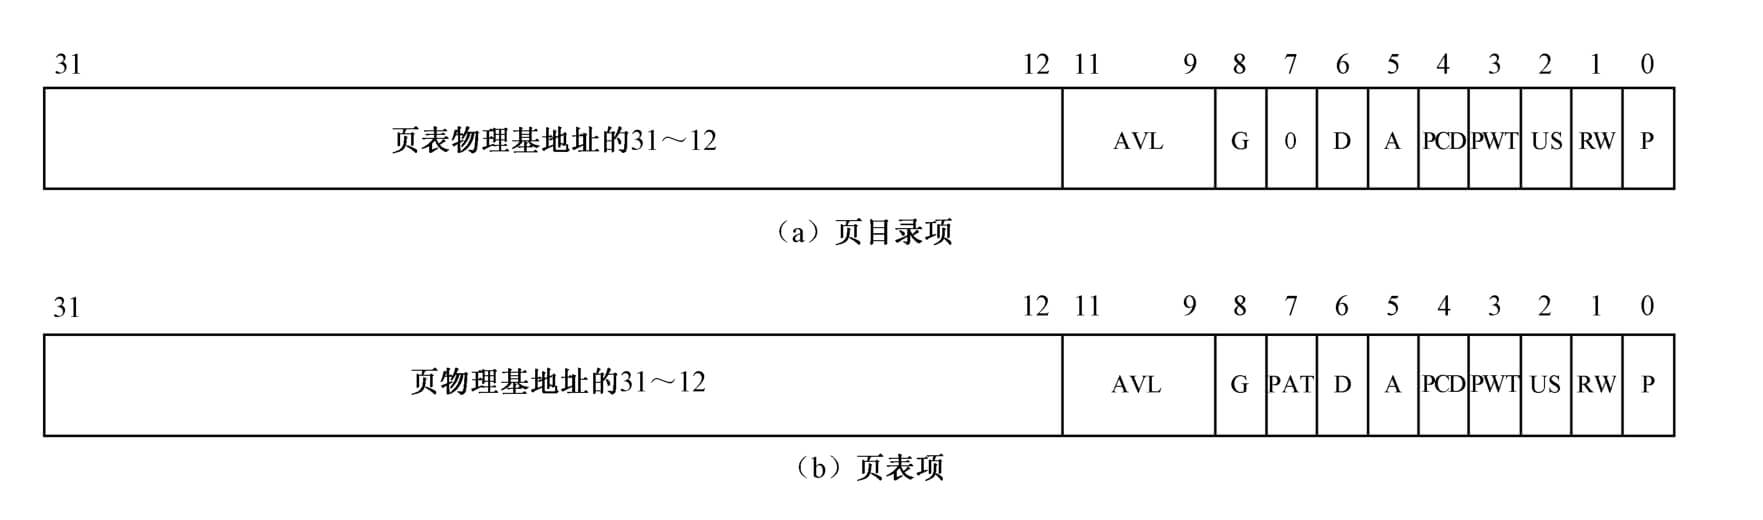 31 12 11 9 8 7 6 5 4 3 2 1 0
页表物理基地址的31～12 AVL G 0 D A PCD PWT US RW P
（a）页目录项
31 12 11 9 8 7 6 5 4 3 2 1 0
页物理基地址的31～12 AVL G PAT D A PCD PWT US RW P
（b）页表项